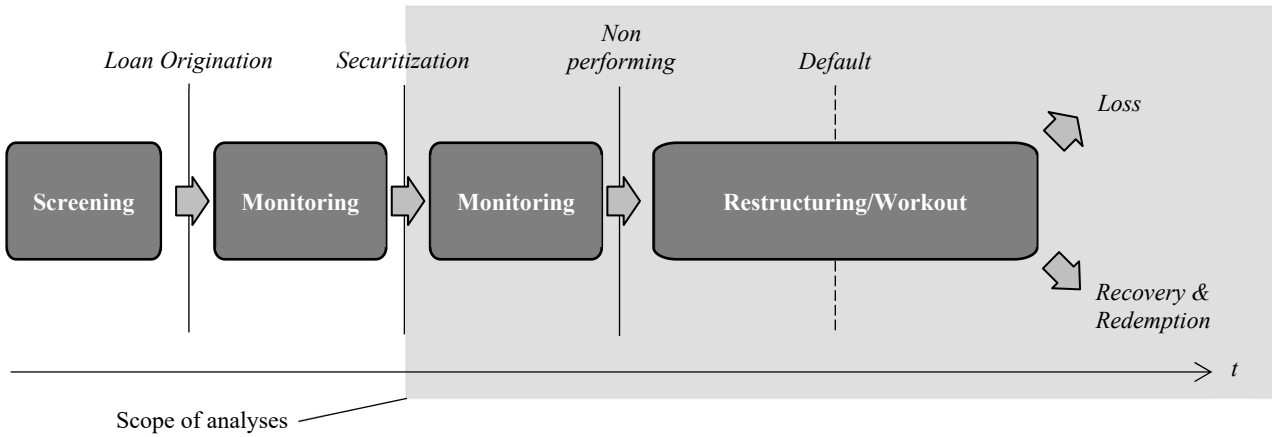 Loan Origination
Securitization
Non
performing
Default
Loss
Screening
Monitoring
Monitoring
Restructuring/Workout
Recovery &
Redemption
t
Scope of analyses